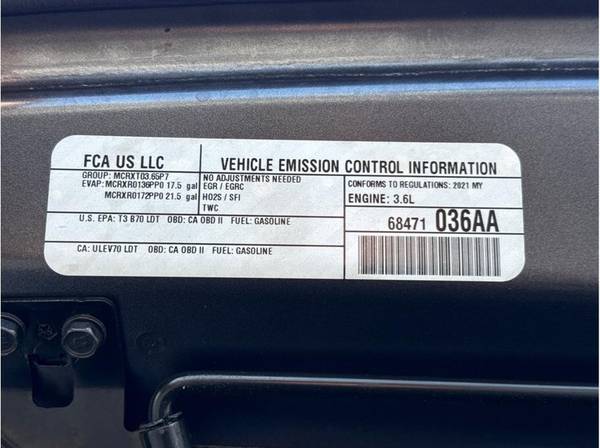 FCA US LLC
VEHICLE EMISSION CONTROL INFORMATION
GROUP: MCRXT03.65P7
EVAP: MCRXR0136PP0 17.5 gal
MCRXR0172PP0 21.5 gal
NO ADJUSTMENTS NEEDED
EGR / EGRC
HO2S / SFI
TWC
CONFORMS TO REGULATIONS: 2021 MY
ENGINE: 3.6L
68471 036AA
U.S. EPA: T3 B70 LDT OBD: CA OBD II FUEL: GASOLINE
CA: ULEV70 LDT OBD: CA OBD II FUEL: GASOLINE